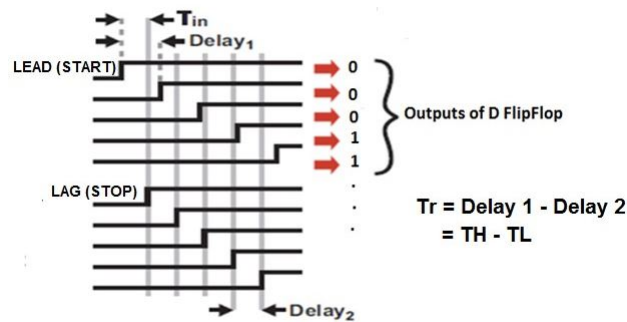 Tin
Delay1
LEAD (START)
0
0
0
1
1
Outputs of D FlipFlop
LAG (STOP)
Tr = Delay 1 - Delay 2
= TH - TL
Delay2